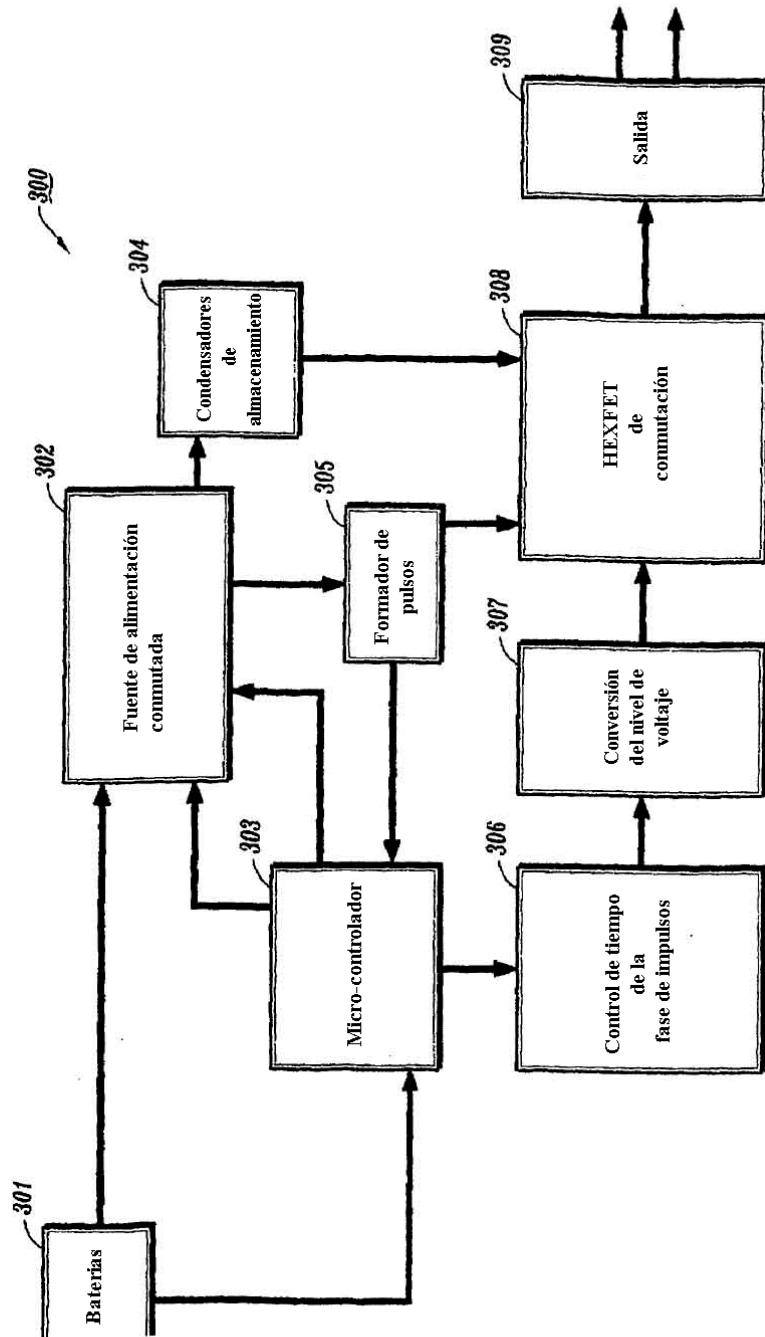 300
301
Baterías
302
Fuente de alimentación
conmutada
304
Condensadores
de
almacenamiento
303
Micro-controlador
305
Formador de
pulsos
306
Control de tiempo
de la
fase de impulsos
307
Conversión
del nivel de
voltaje
308
HEXFET
de
conmutación
309
Salida